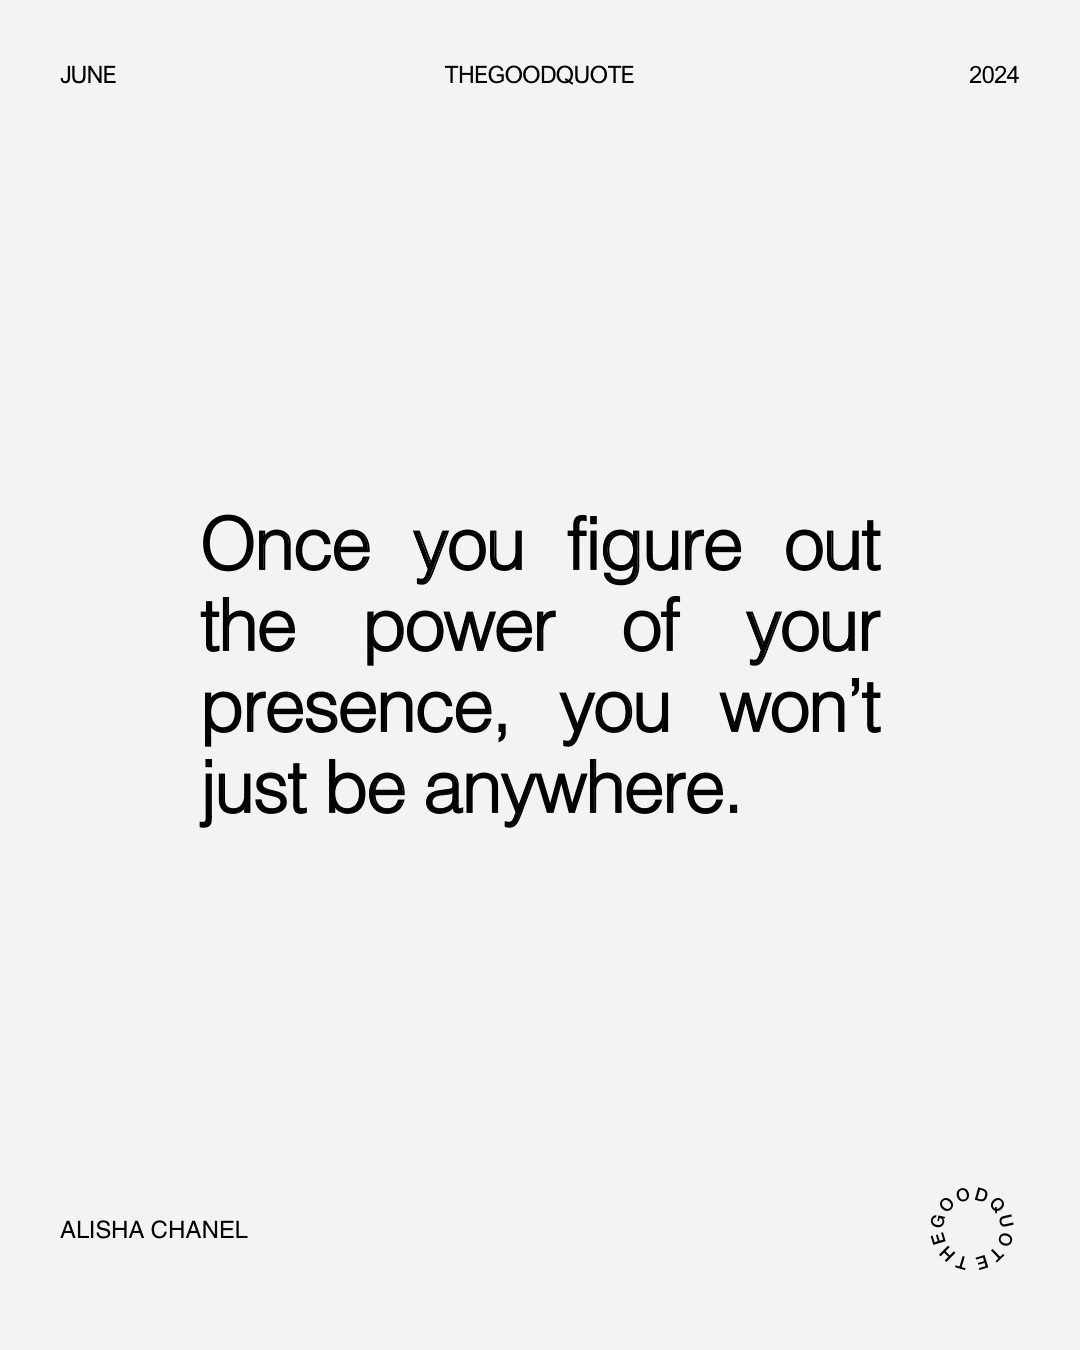 JUNE THEGOODQUOTE 2024
Once you figure out
the power of your
presence, you won’t
just be anywhere.
ALISHA CHANEL
THEGOODQUOTE